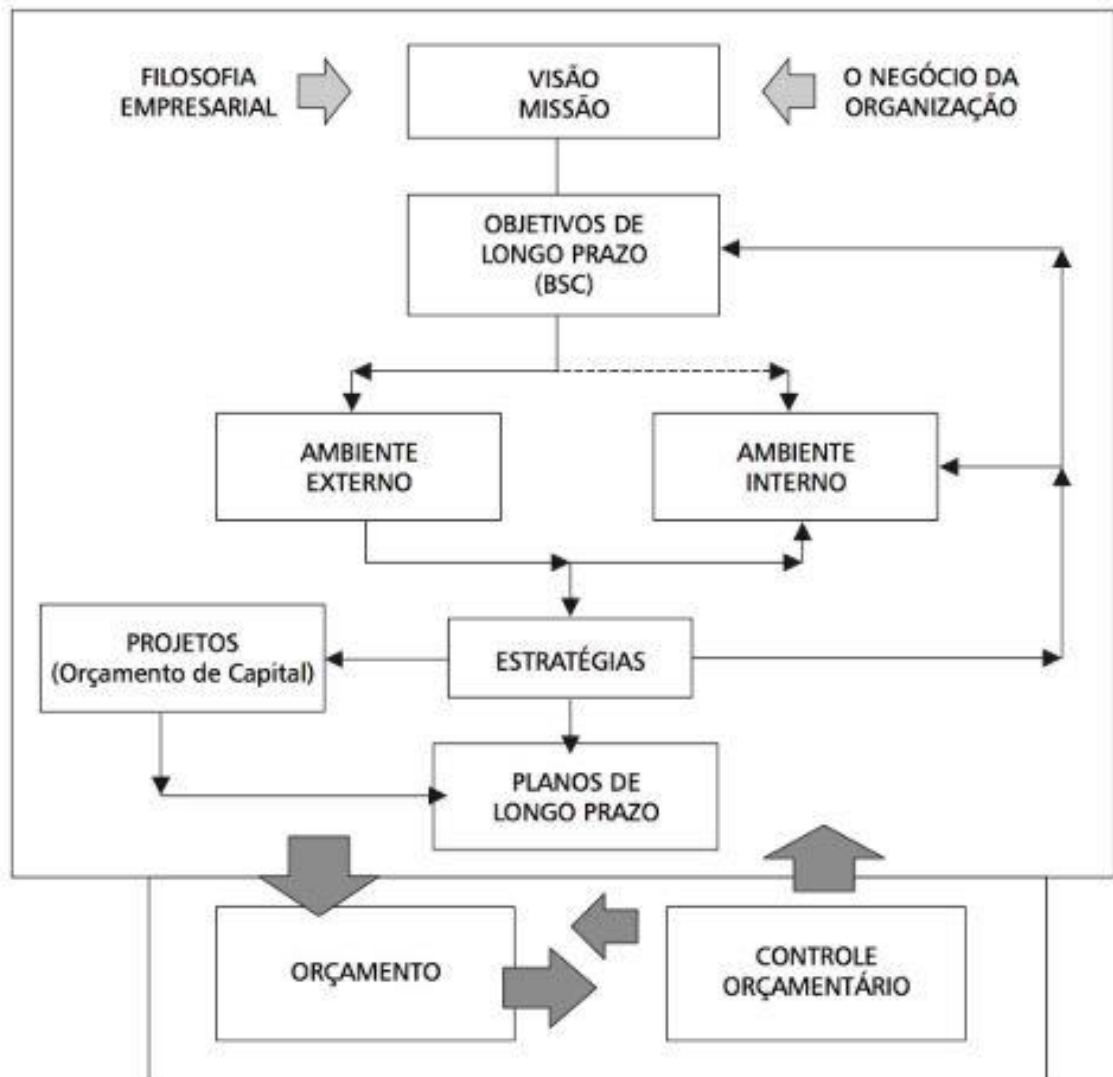 FILOSOFIA
EMPRESARIAL
VISÃO
MISSÃO
O NEGÓCIO DA
ORGANIZAÇÃO
OBJETIVOS DE
LONGO PRAZO
(BSC)
AMBIENTE
EXTERNO
AMBIENTE
INTERNO
PROJETOS
(Orçamento de Capital)
ESTRATÉGIAS
PLANOS DE
LONGO PRAZO
ORÇAMENTO
CONTROLE
ORÇAMENTÁRIO